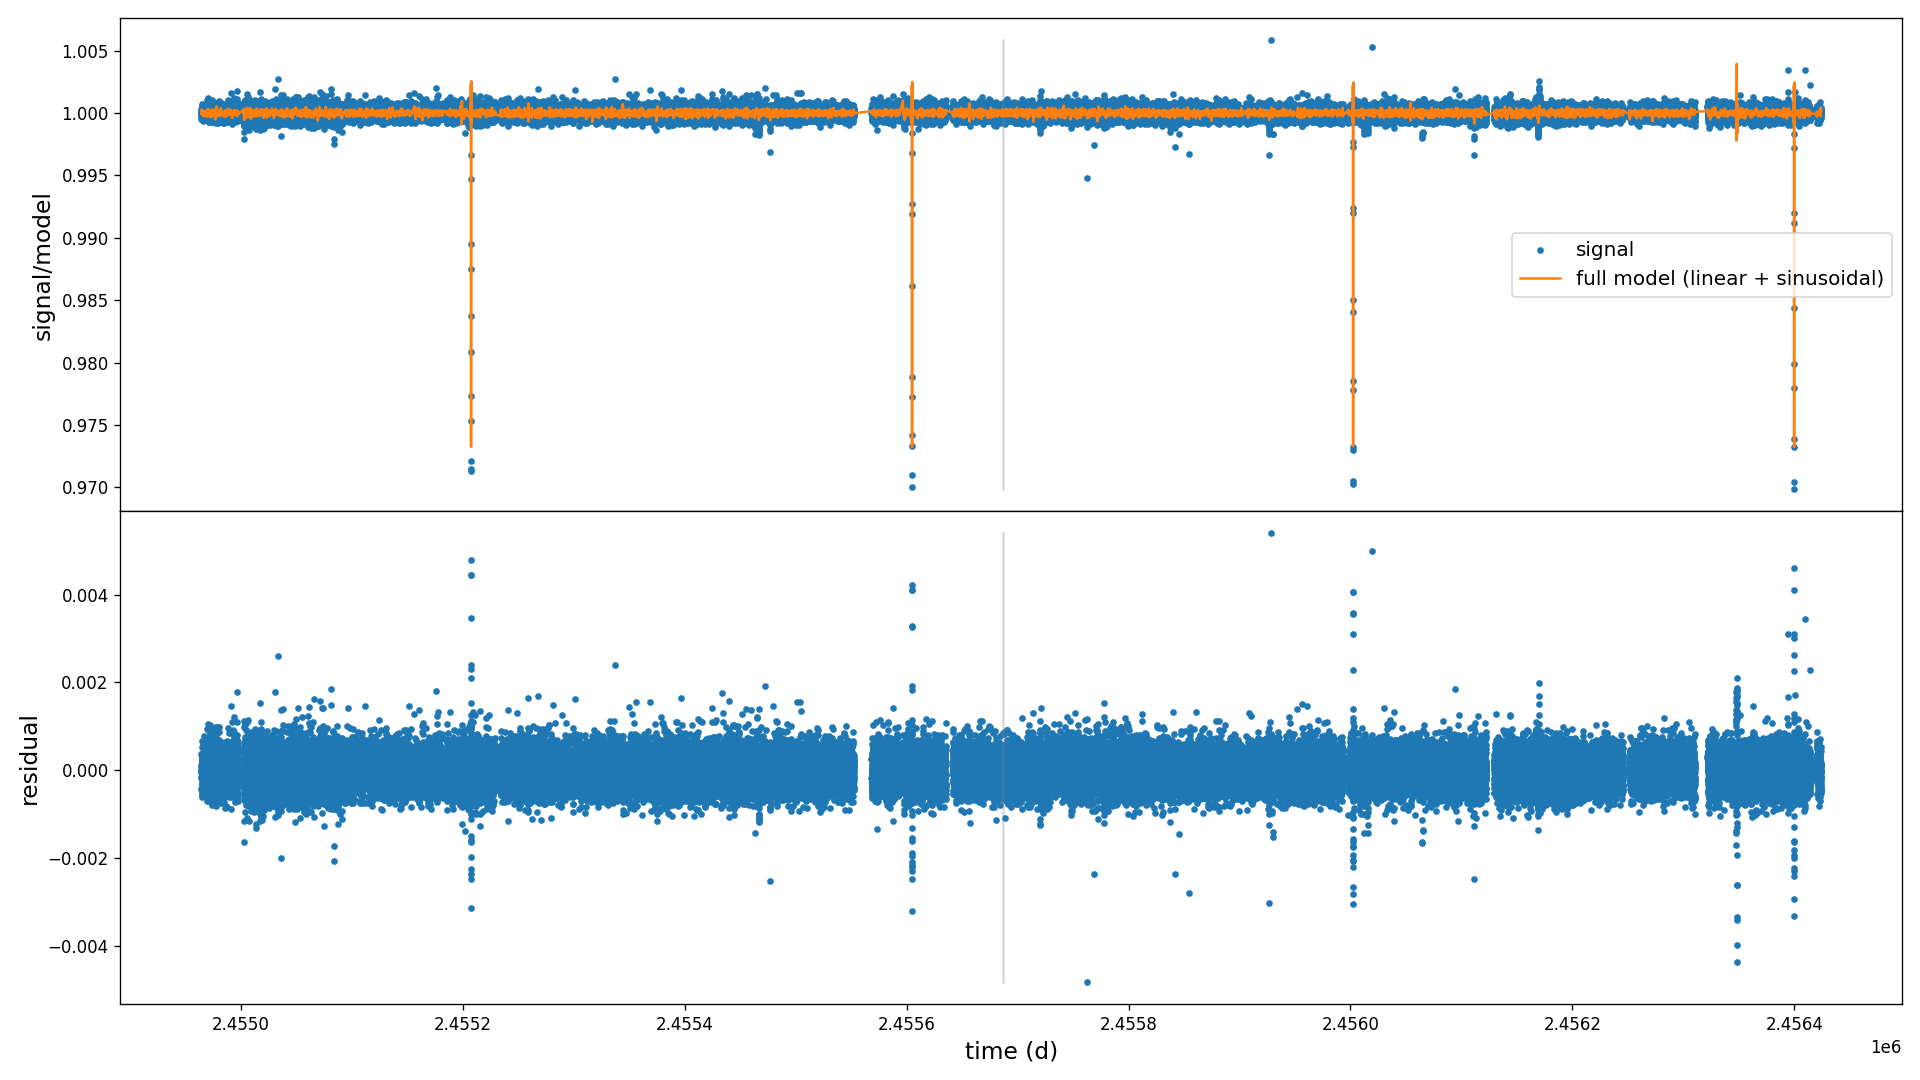 1.005
1.000
0.995
0.990
0.985
0.980
0.975
0.970
signal/model
signal
full model (linear + sinusoidal)
0.004
0.002
0.000
−0.002
−0.004
residual
2.4550 2.4552 2.4554 2.4556 2.4558 2.4560 2.4562 2.4564
1e6
time (d)